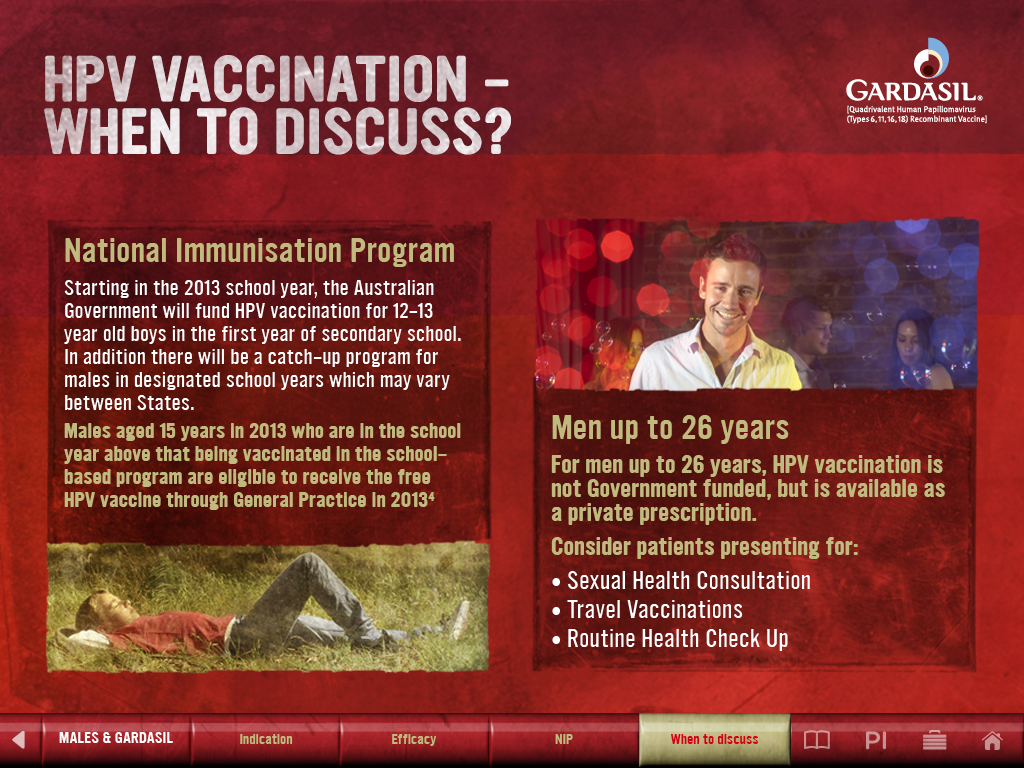 HPV VACCINATION –
WHEN TO DISCUSS?
GARDASIL®
[Quadrivalent Human Papillomavirus
(Types 6, 11, 16, 18) Recombinant Vaccine]
National Immunisation Program
Starting in the 2013 school year, the Australian
Government will fund HPV vaccination for 12–13
year old boys in the first year of secondary school.
In addition there will be a catch–up program for
males in designated school years which may vary
between States.
Males aged 15 years in 2013 who are in the school
year above that being vaccinated in the school–
based program are eligible to receive the free
HPV vaccine through General Practice in 2013⁴
Men up to 26 years
For men up to 26 years, HPV vaccination is
not Government funded, but is available as
a private prescription.
Consider patients presenting for:
• Sexual Health Consultation
• Travel Vaccinations
• Routine Health Check Up
MALES & GARDASIL
Indication
Efficacy
NIP
When to discuss
PI